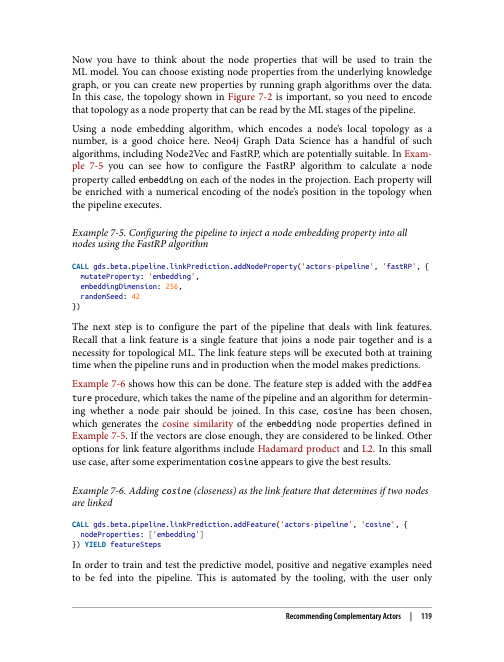 Now you have to think about the node properties that will be used to train the
ML model. You can choose existing node properties from the underlying knowledge
graph, or you can create new properties by running graph algorithms over the data.
In this case, the topology shown in Figure 7-2 is important, so you need to encode
that topology as a node property that can be read by the ML stages of the pipeline.
Using a node embedding algorithm, which encodes a node's local topology as a
number, is a good choice here. Neo4j Graph Data Science has a handful of such
algorithms, including Node2Vec and FastRP, which are potentially suitable. In Exam-
ple 7-5 you can see how to configure the FastRP algorithm to calculate a node
property called embedding on each of the nodes in the projection. Each property will
be enriched with a numerical encoding of the node's position in the topology when
the pipeline executes.
Example 7-5. Configuring the pipeline to inject a node embedding property into all
nodes using the FastRP algorithm
CALL gds.beta.pipeline.linkPrediction.addNodeProperty('actors-pipeline', 'fastRP', {
mutateProperty: 'embedding',
embeddingDimension: 256,
randomSeed: 42
})
The next step is to configure the part of the pipeline that deals with link features.
Recall that a link feature is a single feature that joins a node pair together and is a
necessity for topological ML. The link feature steps will be executed both at training
time when the pipeline runs and in production when the model makes predictions.
Example 7-6 shows how this can be done. The feature step is added with the addFea
ture procedure, which takes the name of the pipeline and an algorithm for determin-
ing whether a node pair should be joined. In this case, cosine has been chosen,
which generates the cosine similarity of the embedding node properties defined in
Example 7-5. If the vectors are close enough, they are considered to be linked. Other
options for link feature algorithms include Hadamard product and L2. In this small
use case, after some experimentation cosine appears to give the best results.
Example 7-6. Adding cosine (closeness) as the link feature that determines if two nodes
are linked
CALL gds.beta.pipeline.linkPrediction.addFeature('actors-pipeline', 'cosine', {
nodeProperties: ['embedding']
}) YIELD featureSteps
In order to train and test the predictive model, positive and negative examples need
to be fed into the pipeline. This is automated by the tooling, with the user only
Recommending Complementary Actors | 119